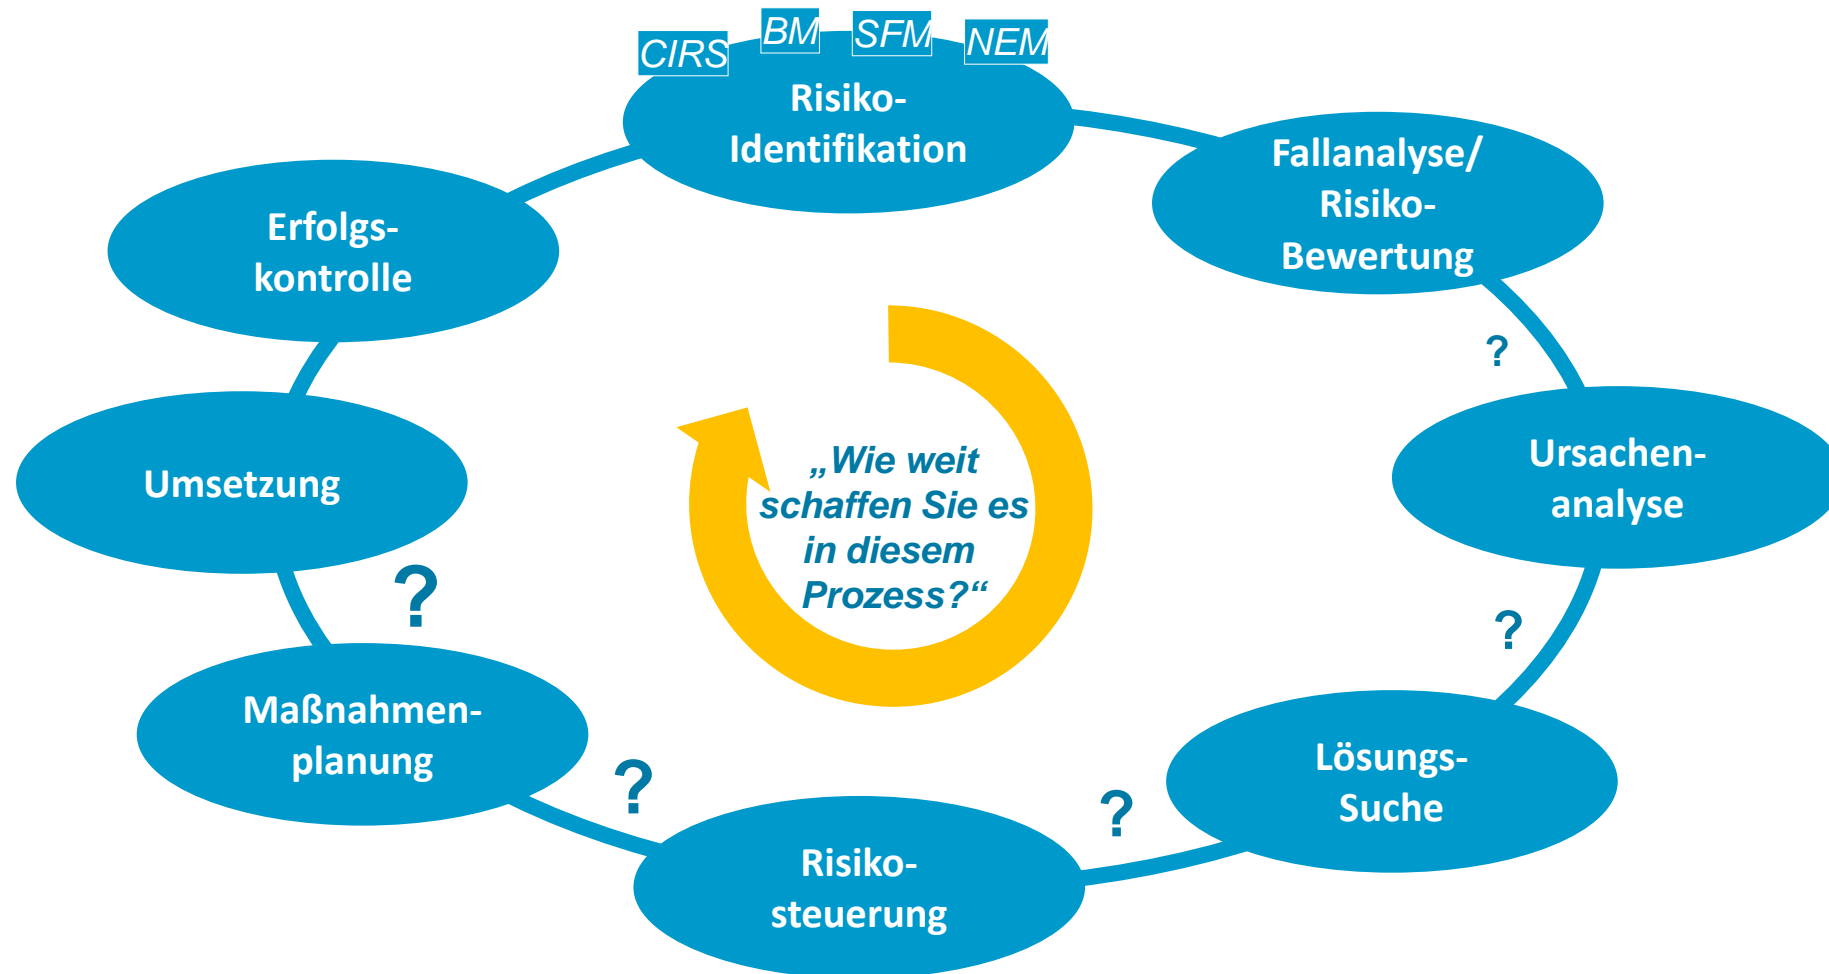 CIRS
BM
SFM
NEM
Risiko-
Identifikation
Fallanalyse/
Risiko-
Bewertung
?
Ursachen-
analyse
?
Lösungs-
Suche
?
Risiko-
steuerung
?
Maßnahmen-
planung
?
Umsetzung
Erfolgs-
kontrolle
„Wie weit
schaffen Sie es
in diesem
Prozess?“